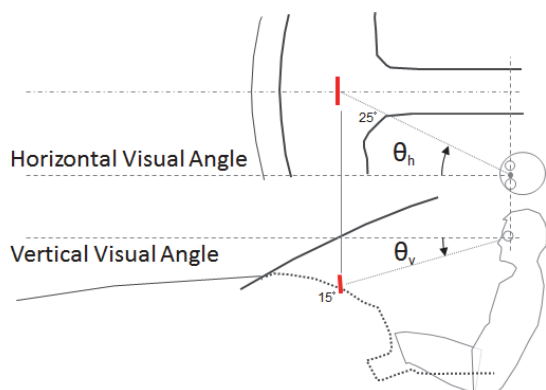 25°
Horizontal Visual Angle
θh
Vertical Visual Angle
θv
15°